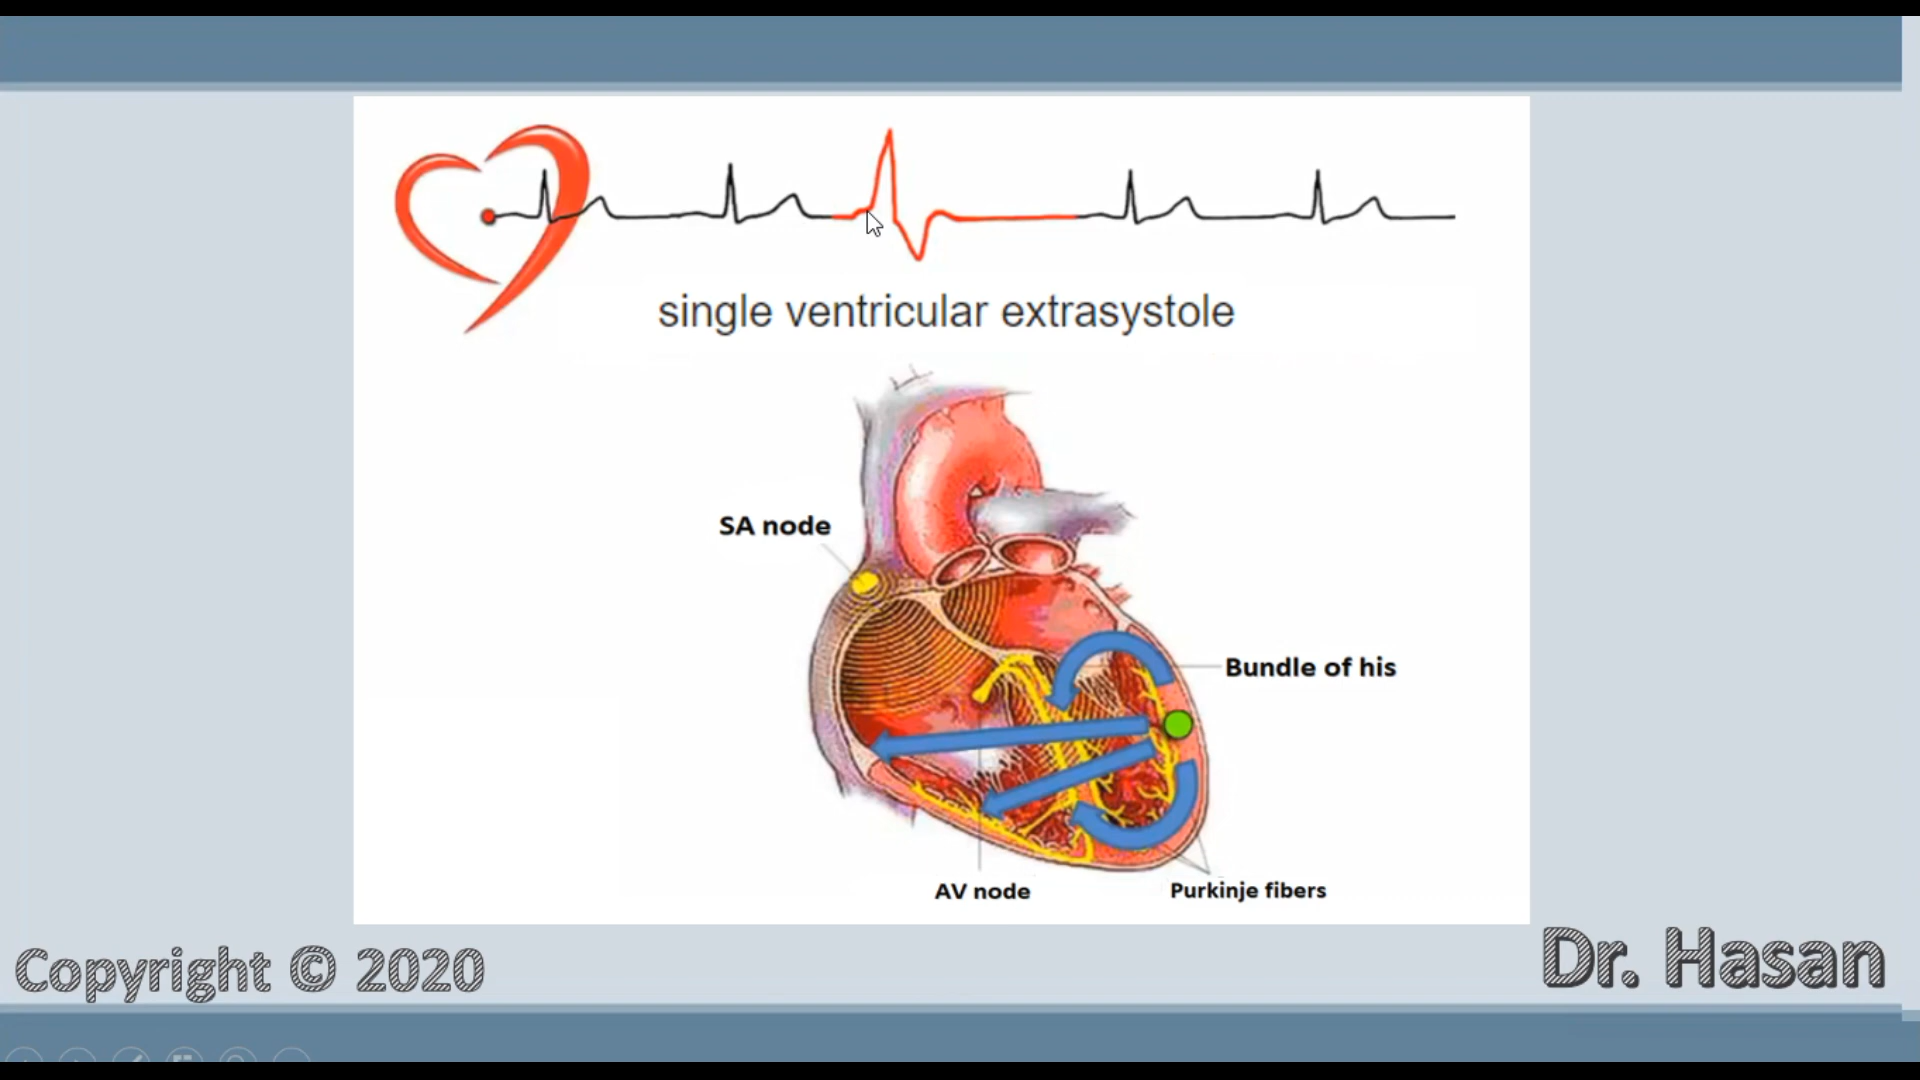 single ventricular extrasystole
SA node
Bundle of his
AV node
Purkinje fibers
Copyright © 2020
Dr. Hasan